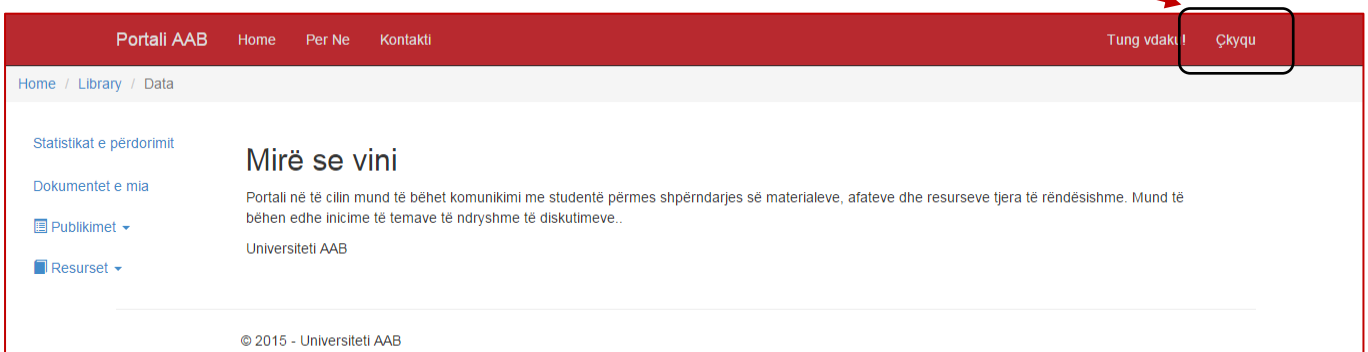 Portali AAB Home Per Ne Kontakti Tung vdaku! Çkyqu
Home / Library / Data
Statistikat e përdorimit
Dokumentet e mia
Publikimet
Resurset
Mirë se vini
Portali në të cilin mund të bëhet komunikimi me studentë përmes shpërndarjes së materialeve, afateve dhe resurseve tjera të rëndësishme. Mund të
bëhen edhe inicime të temave të ndryshme të diskutimeve..
Universiteti AAB
© 2015 - Universiteti AAB